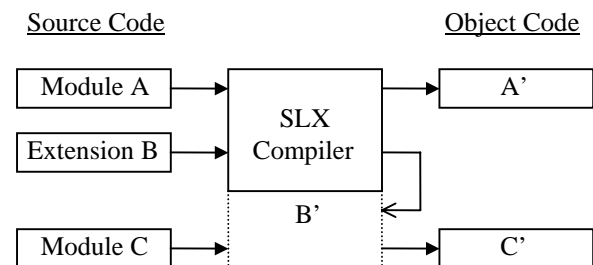 Source Code
Object Code
Module A
SLX
Compiler
A’
Extension B
B’
Module C
C’